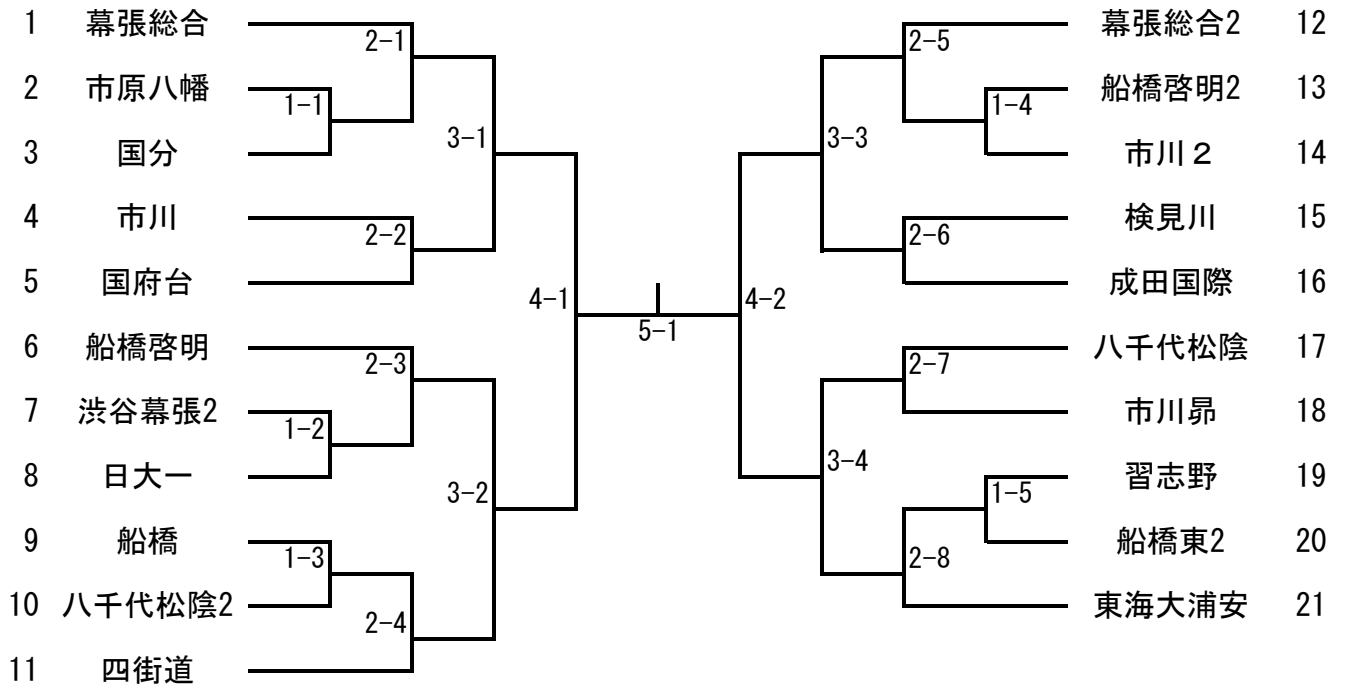 1 幕張総合
2 市原八幡
3 国分
4 市川
5 国府台
6 船橋啓明
7 渋谷幕張2
8 日大一
9 船橋
10 八千代松陰2
11 四街道
2-1
1-1
3-1
2-2
4-1
2-3
1-2
3-2
1-3
2-4
5-1
2-5
1-4
3-3
2-6
4-2
2-7
3-4
1-5
2-8
幕張総合2 12
船橋啓明2 13
市川２ 14
検見川 15
成田国際 16
八千代松陰 17
市川昴 18
習志野 19
船橋東2 20
東海大浦安 21